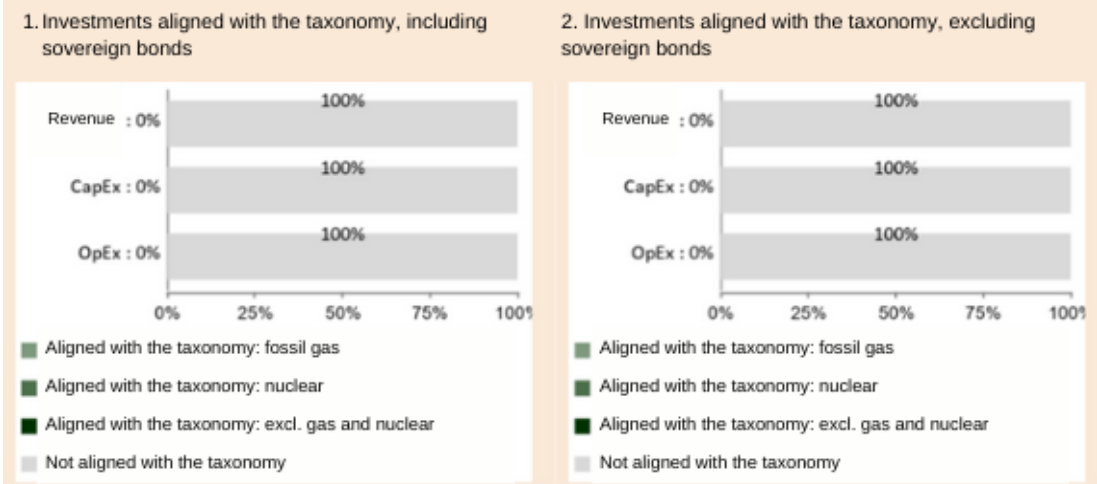 1. Investments aligned with the taxonomy, including
sovereign bonds
100%
Revenue : 0%
100%
CapEx : 0%
100%
OpEx : 0%
0% 25% 50% 75% 100%
Aligned with the taxonomy: fossil gas
Aligned with the taxonomy: nuclear
Aligned with the taxonomy: excl. gas and nuclear
Not aligned with the taxonomy
2. Investments aligned with the taxonomy, excluding
sovereign bonds
100%
Revenue : 0%
100%
CapEx : 0%
100%
OpEx : 0%
0% 25% 50% 75% 100%
Aligned with the taxonomy: fossil gas
Aligned with the taxonomy: nuclear
Aligned with the taxonomy: excl. gas and nuclear
Not aligned with the taxonomy